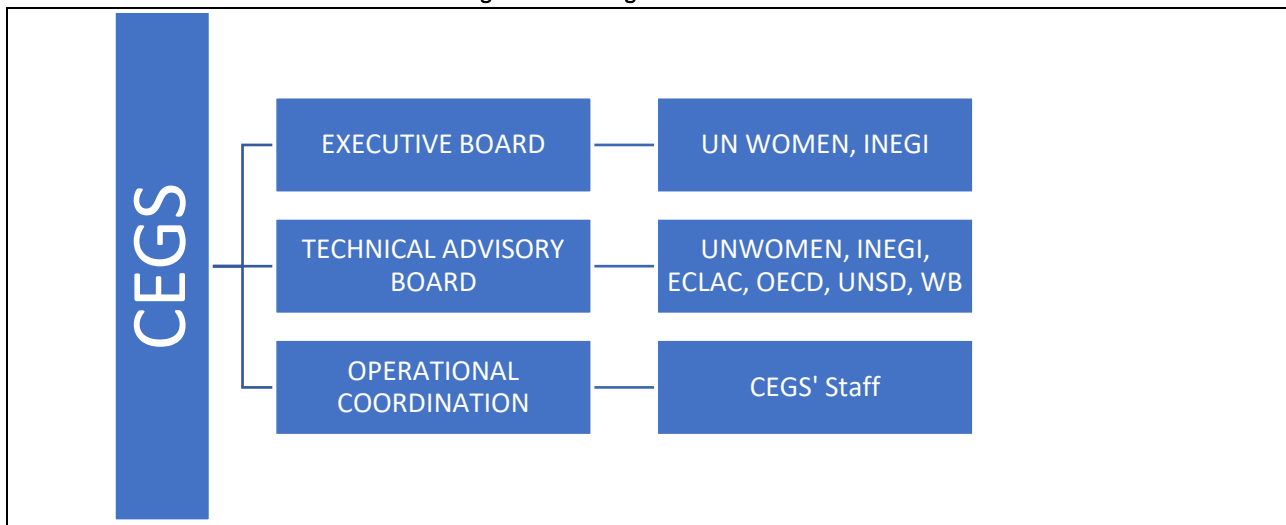 CEGS
EXECUTIVE BOARD
UN WOMEN, INEGI
TECHNICAL ADVISORY
BOARD
UNWOMEN, INEGI,
ECLAC, OECD, UNSD, WB
OPERATIONAL
COORDINATION
CEGS' Staff